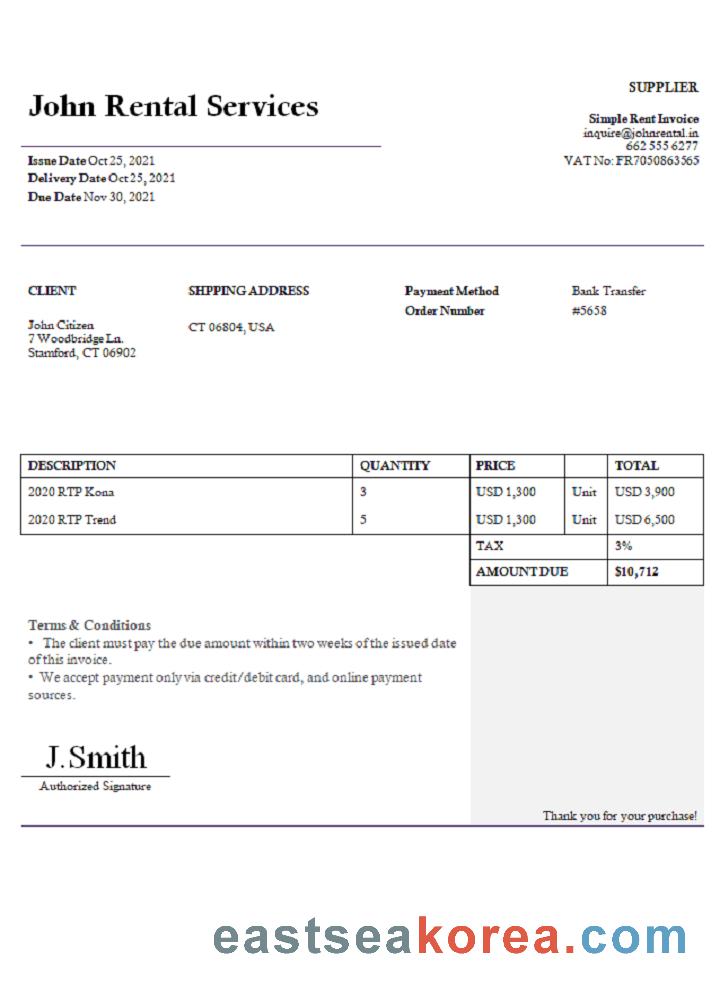 John Rental Services
SUPPLIER
Simple Rent Invoice
inquire@johnrental.in
662 555 6277
VAT No: FR7050863565
Issue Date Oct 25, 2021
Delivery Date Oct 25, 2021
Due Date Nov 30, 2021
CLIENT
John Citizen
7 Woodbridge Ln.
Stamford, CT 06902
SHPPING ADDRESS
CT 06804, USA
Payment Method Bank Transfer
Order Number #5658
DESCRIPTION QUANTITY PRICE TOTAL
2020 RTP Kona 3 USD 1,300 Unit USD 3,900
2020 RTP Trend 5 USD 1,300 Unit USD 6,500
TAX 3%
AMOUNT DUE $10,712
Terms & Conditions
• The client must pay the due amount within two weeks of the issued date
of this invoice.
• We accept payment only via credit/debit card, and online payment
sources.
J. Smith
Authorized Signature
Thank you for your purchase!
eastseakorea.com